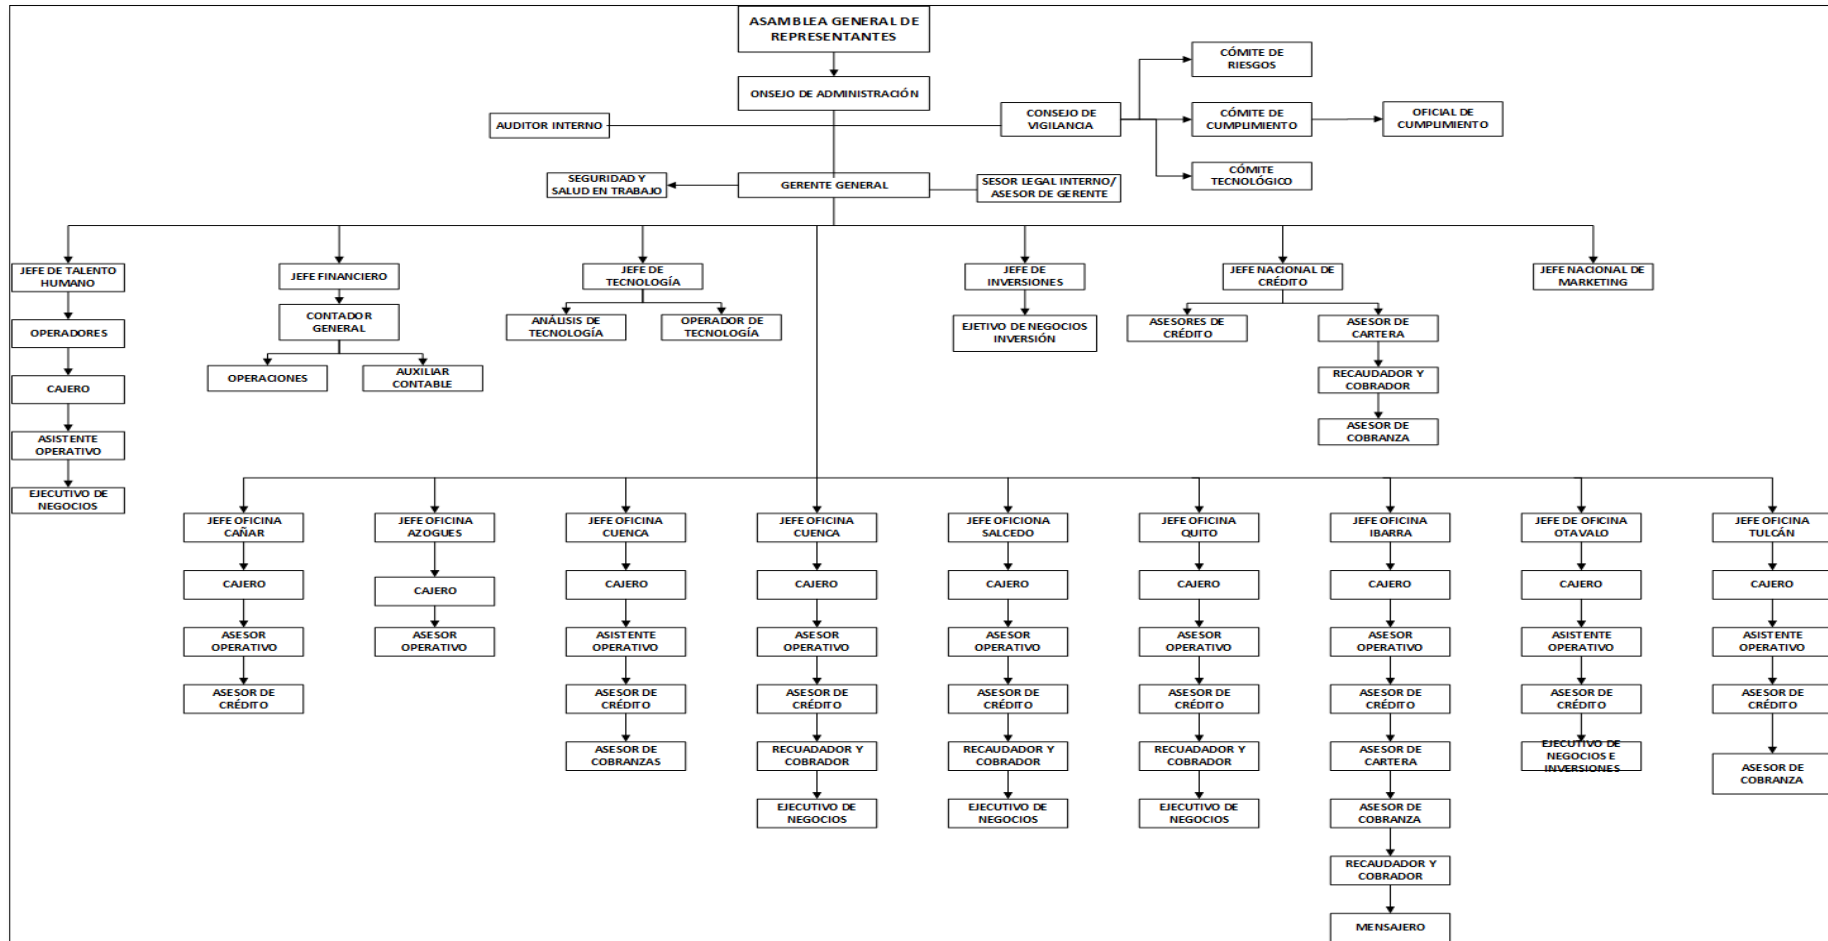 ASAMBLEA GENERAL DE
REPRESENTANTES
CÓMITE DE
RIESGOS
ONSEJO DE ADMINISTRACIÓN
AUDITOR INTERNO
CONSEJO DE
VIGILANCIA
CÓMITE DE
CUMPLIMIENTO
OFICIAL DE
CUMPLIMIENTO
SEGURIDAD Y
SALUD EN TRABAJO
GERENTE GENERAL
SESOR LEGAL INTERNO/
ASESOR DE GERENTE
CÓMITE
TECNOLÓGICO
JEFE DE TALENTO
HUMANO
JEFE FINANCIERO
JEFE DE
TECNOLOGÍA
JEFE DE
INVERSIONES
JEFE NACIONAL DE
CRÉDITO
JEFE NACIONAL DE
MARKETING
OPERADORES
CONTADOR
GENERAL
ANÁLISIS DE
TECNOLOGÍA
OPERADOR DE
TECNOLOGÍA
EJETIVO DE NEGOCIOS
INVERSIÓN
ASESORES DE
CRÉDITO
ASESOR DE
CARTERA
CAJERO
OPERACIONES
AUXILIAR
CONTABLE
RECAUDADOR Y
COBRADOR
ASISTENTE
OPERATIVO
ASESOR DE
COBRANZA
EJECUTIVO DE
NEGOCIOS
JEFE OFICINA
CAÑAR
JEFE OFICINA
AZOGUES
JEFE OFICINA
CUENCA
JEFE OFICINA
CUENCA
JEFE OFICIONA
SALCEDO
JEFE OFICINA
QUITO
JEFE OFICINA
IBARRA
JEFE DE OFICINA
OTAVALO
JEFE OFICINA
TULCÁN
CAJERO
CAJERO
CAJERO
CAJERO
CAJERO
CAJERO
CAJERO
CAJERO
CAJERO
ASESOR
OPERATIVO
ASESOR
OPERATIVO
ASISTENTE
OPERATIVO
ASESOR
OPERATIVO
ASESOR
OPERATIVO
ASESOR
OPERATIVO
ASESOR
OPERATIVO
ASISTENTE
OPERATIVO
ASISTENTE
OPERATIVO
ASESOR DE
CRÉDITO
ASESOR DE
CRÉDITO
ASESOR DE
CRÉDITO
ASESOR DE
CRÉDITO
ASESOR DE
CRÉDITO
ASESOR DE
CRÉDITO
ASESOR DE
CRÉDITO
ASESOR DE
CRÉDITO
ASESOR DE
COBRANZAS
RECUADADOR Y
COBRADOR
RECAUDADOR Y
COBRADOR
RECUADADOR Y
COBRADOR
ASESOR DE
CARTERA
EJECUTIVO DE
NEGOCIOS E
INVERSIONES
ASESOR DE
COBRANZA
EJECUTIVO DE
NEGOCIOS
EJECUTIVO DE
NEGOCIOS
EJECUTIVO DE
NEGOCIOS
ASESOR DE
COBRANZA
RECAUDADOR Y
COBRADOR
MENSAJERO